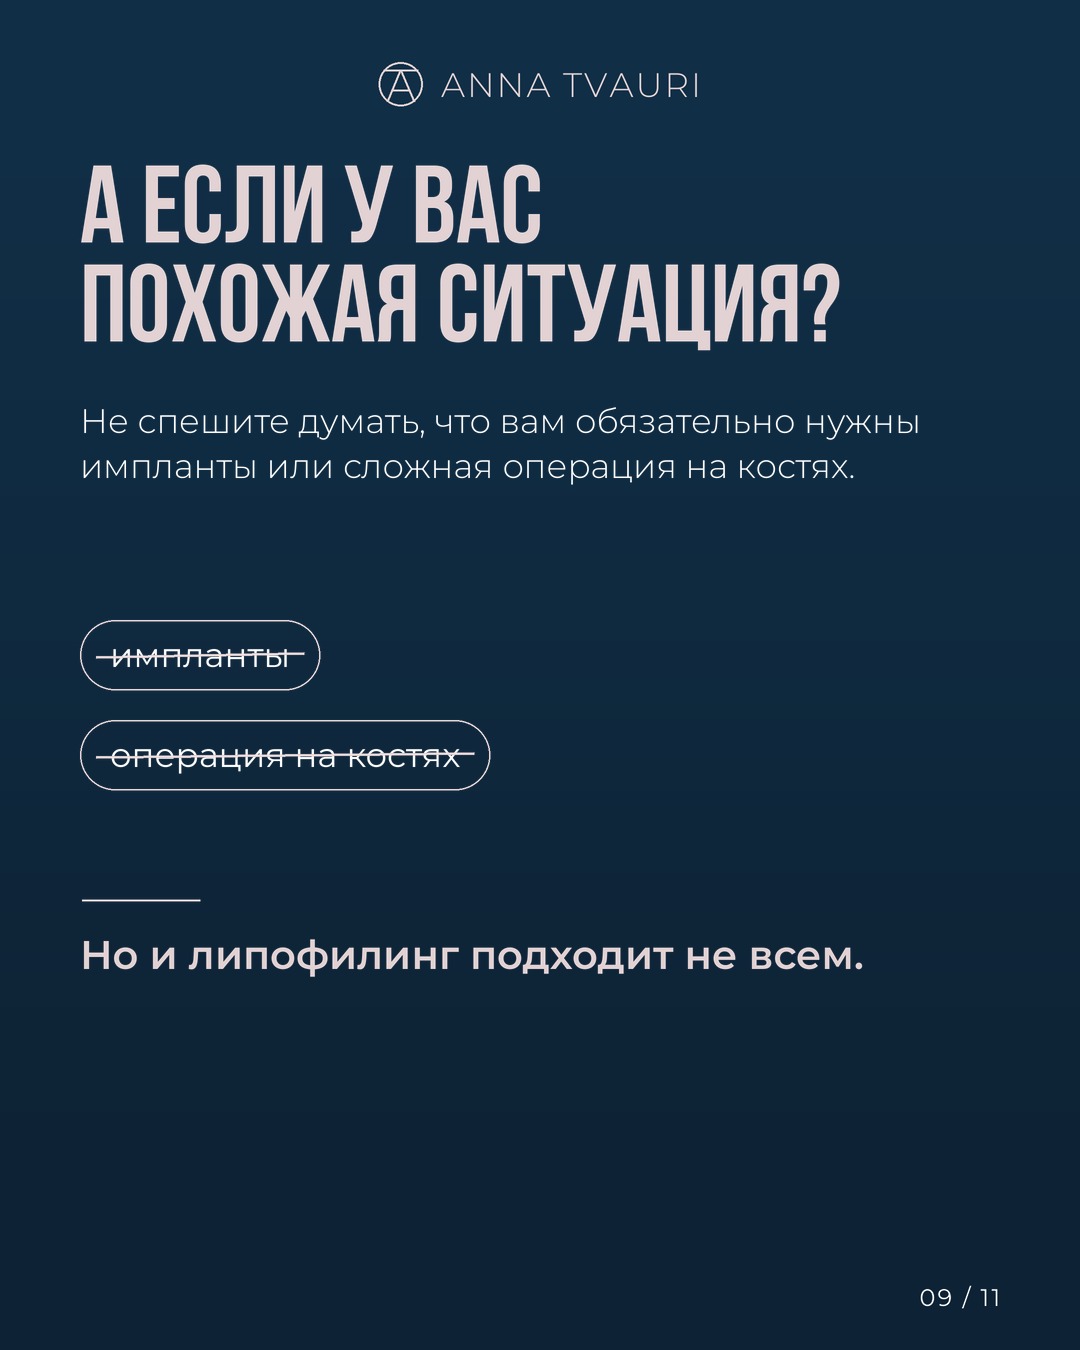 ANNA TVAURI
А ЕСЛИ У ВАС
ПОХОЖАЯ СИТУАЦИЯ?
Не спешите думать, что вам обязательно нужны
импланты или сложная операция на костях.
импланты
операция на костях
Но и липофилинг подходит не всем.
09 / 11